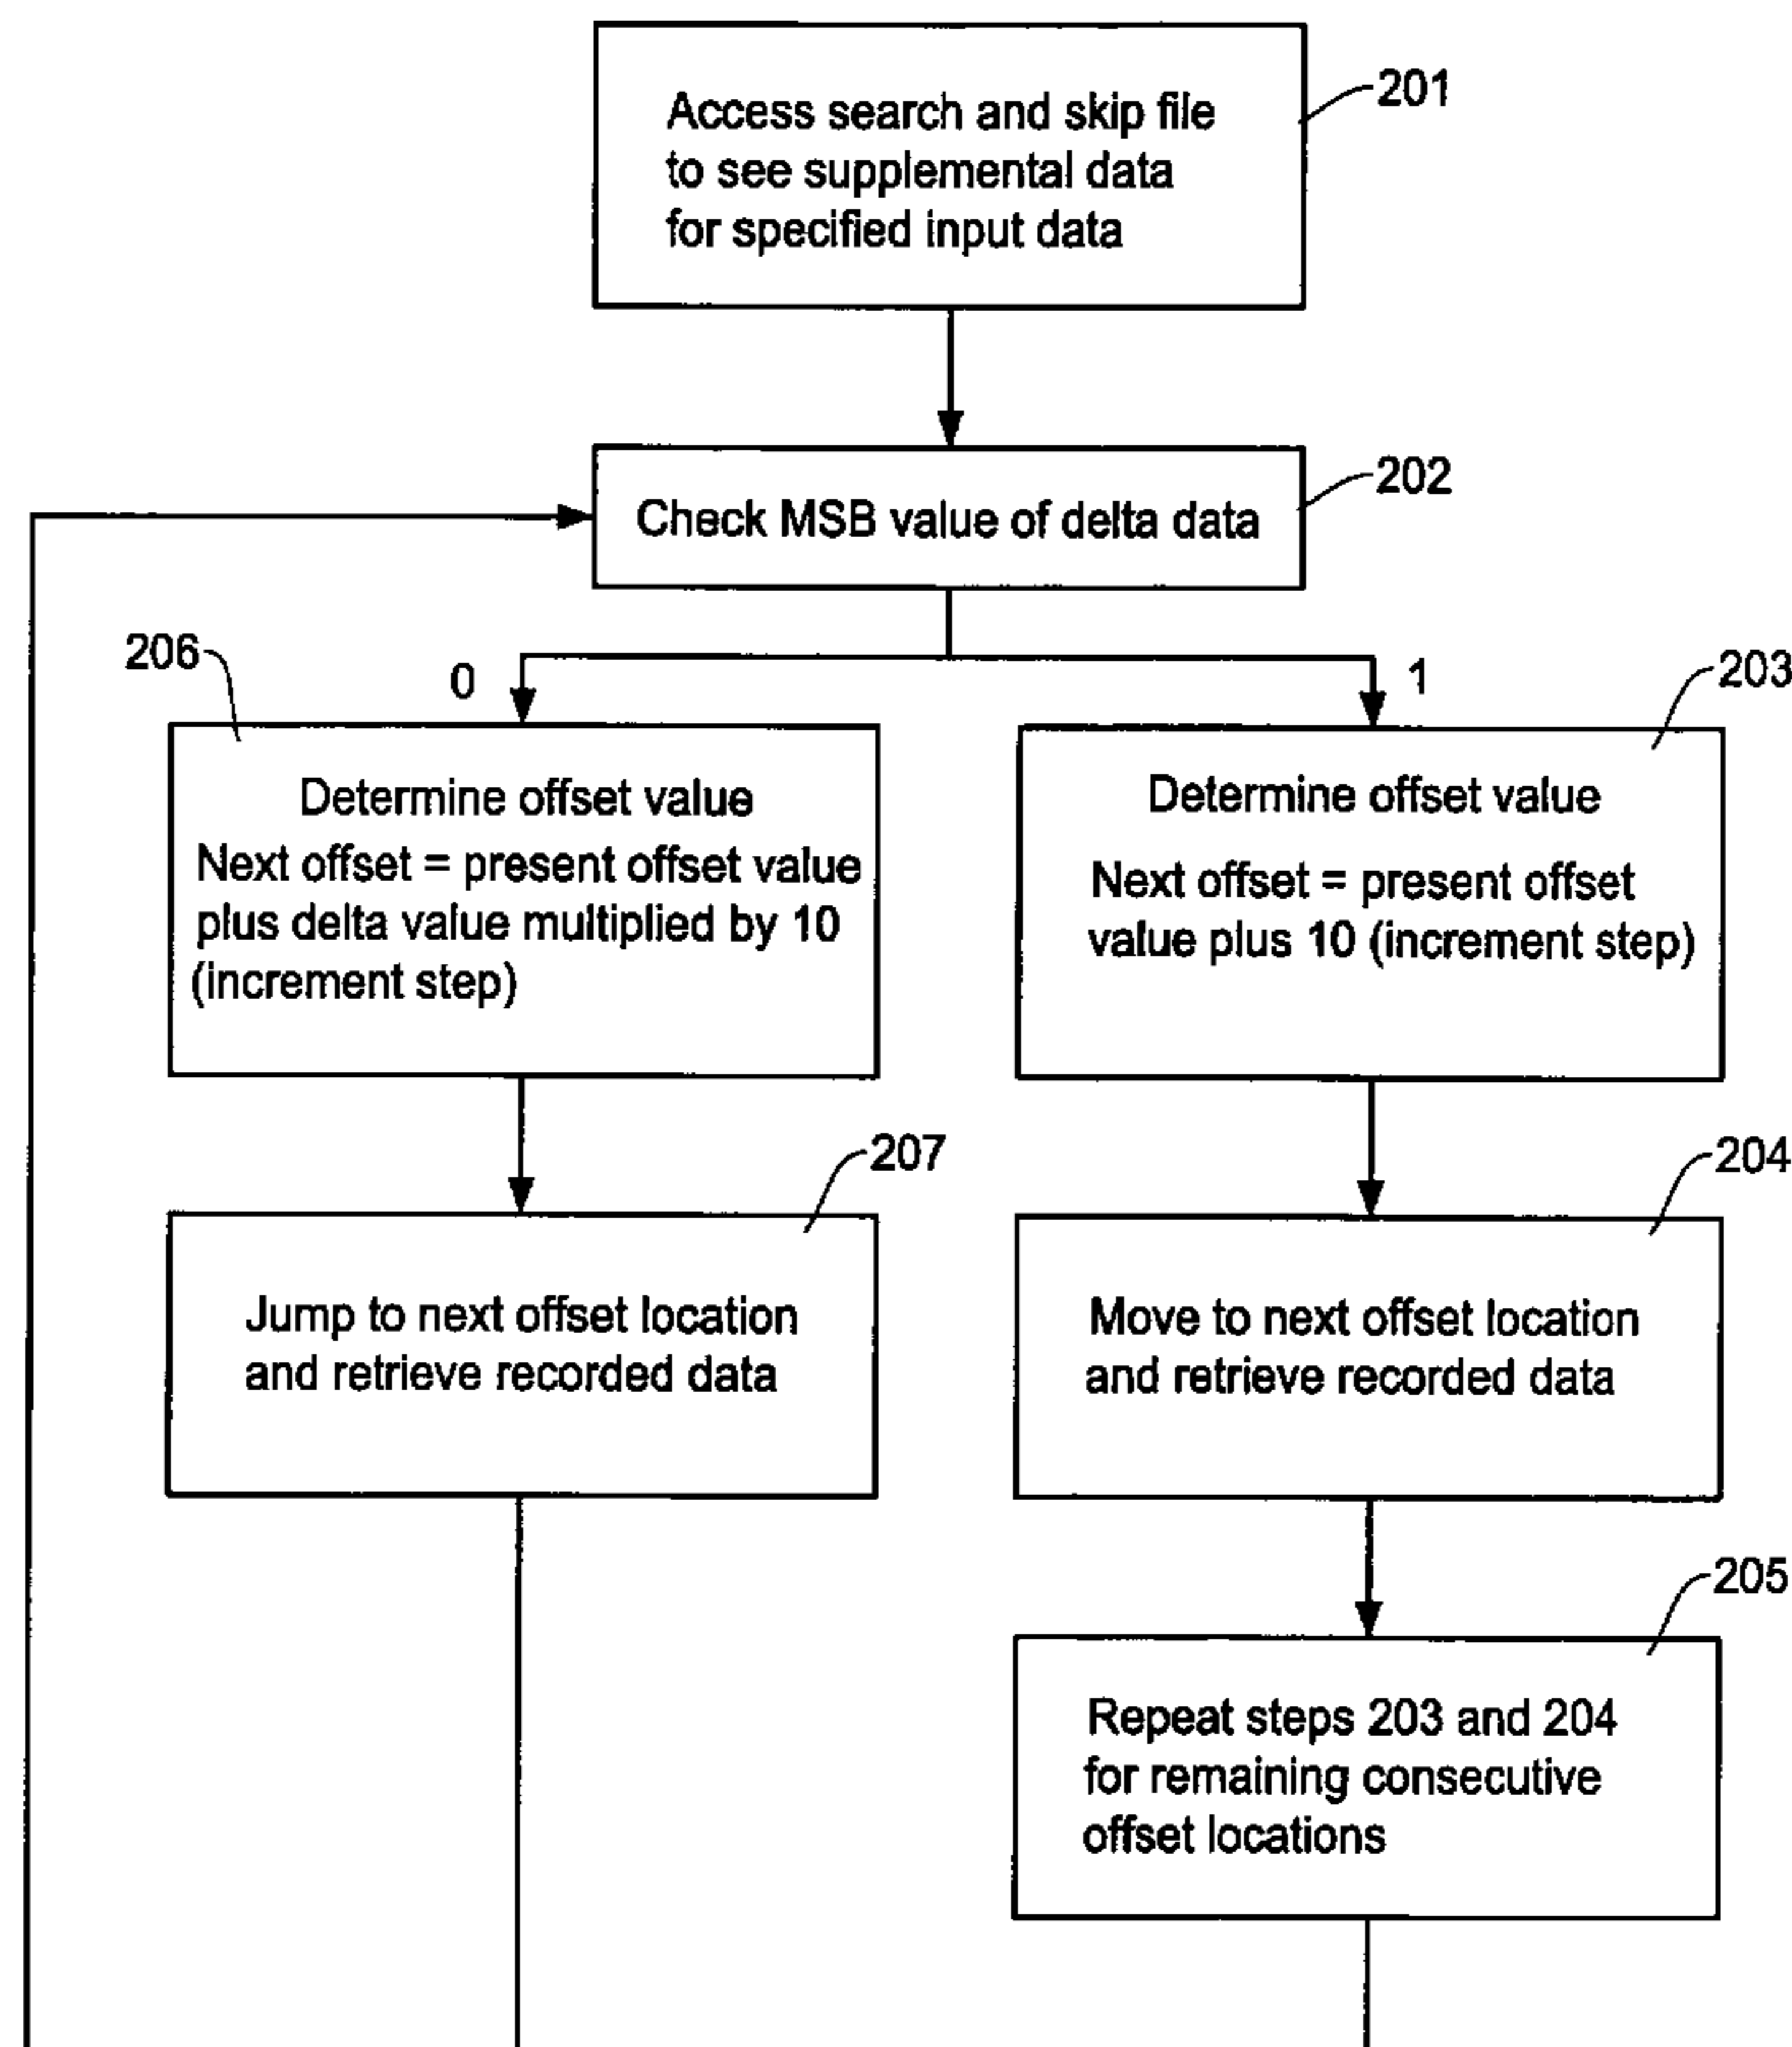 Access search and skip file
to see supplemental data
for specified input data
201
Check MSB value of delta data
202
206
0
1
203
Determine offset value
Next offset = present offset value
plus delta value multiplied by 10
(increment step)
Determine offset value
Next offset = present offset
value plus 10 (increment step)
207
204
Jump to next offset location
and retrieve recorded data
Move to next offset location
and retrieve recorded data
205
Repeat steps 203 and 204
for remaining consecutive
offset locations